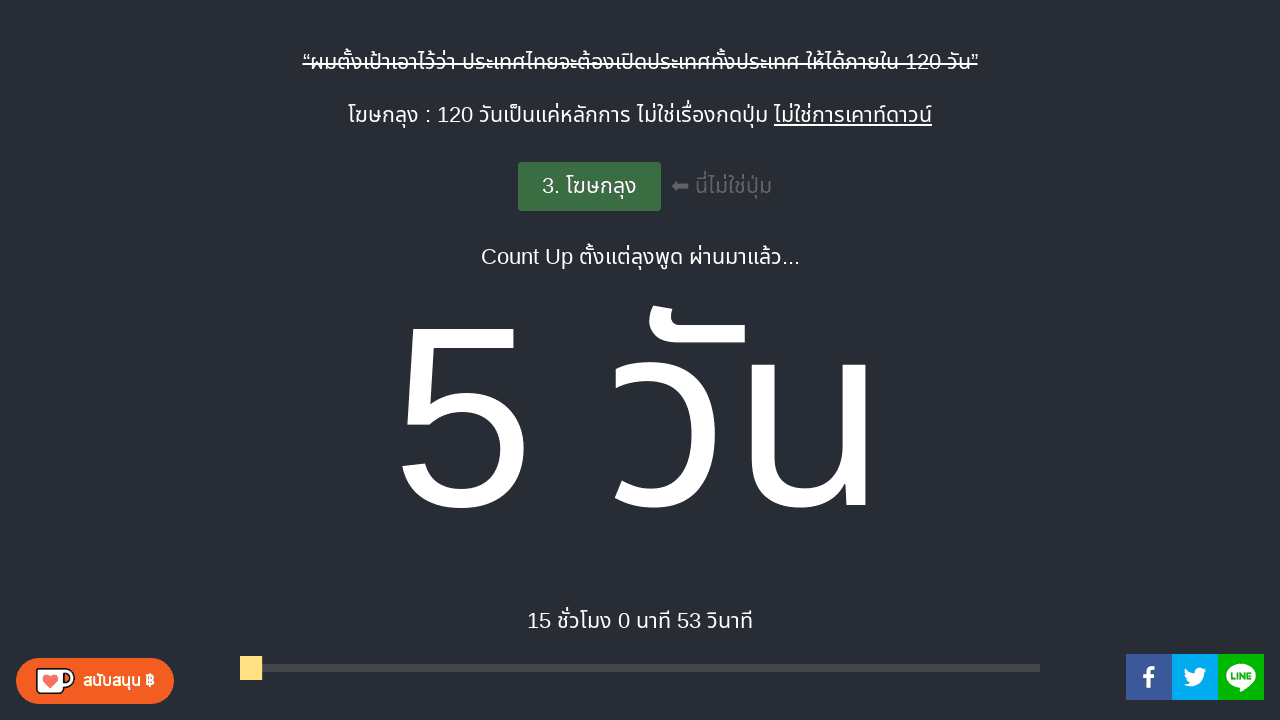 “ผมตั้งเป้าเอาไว้ว่า ประเทศไทยจะต้องเปิดประเทศทั้งประเทศ ให้ได้ภายใน 120 วัน”
โฆษกลุง : 120 วันเป็นแค่หลักการ ไม่ใช่เรื่องกดปุ่ม ไม่ใช่การเคาท์ดาวน์
3. โฆษกลุง ⬅ นี่ไม่ใช่ปุ่ม
Count Up ตั้งแต่ลุงพูด ผ่านมาแล้ว...
5 วัน
15 ชั่วโมง 0 นาที 53 วินาที
สนับสนุน ฿
LINE